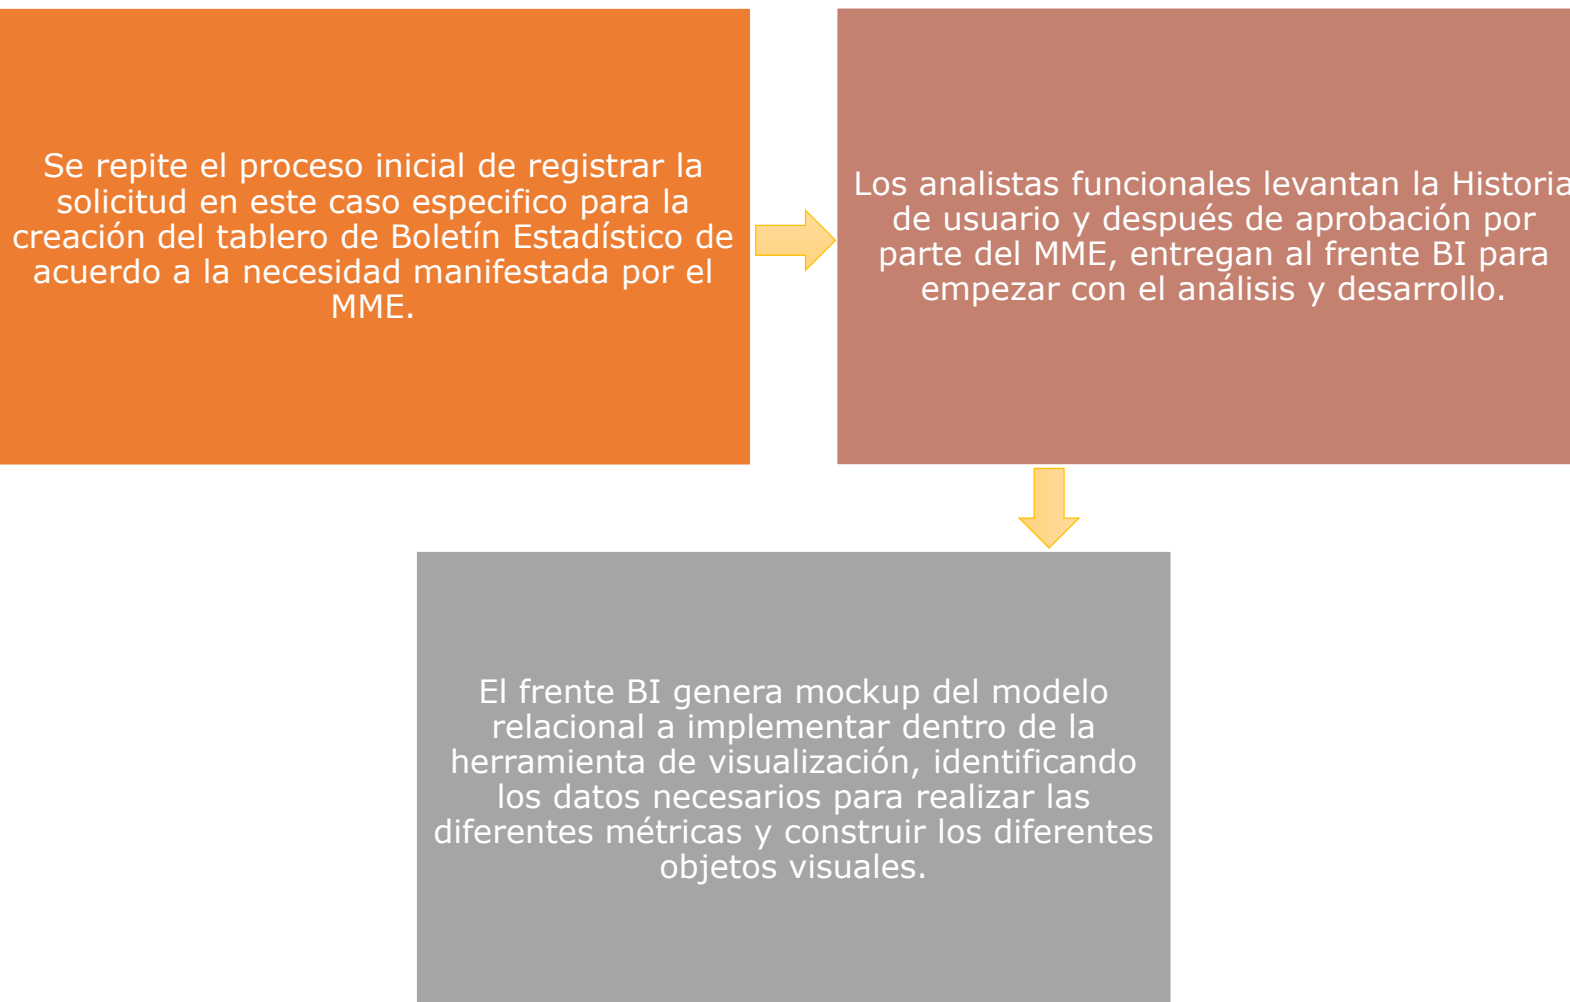 Se repite el proceso inicial de registrar la
solicitud en este caso especifico para la
creación del tablero de Boletín Estadístico de
acuerdo a la necesidad manifestada por el
MME.
Los analistas funcionales levantan la Historia
de usuario y después de aprobación por
parte del MME, entregan al frente BI para
empezar con el análisis y desarrollo.
El frente BI genera mockup del modelo
relacional a implementar dentro de la
herramienta de visualización, identificando
los datos necesarios para realizar las
diferentes métricas y construir los diferentes
objetos visuales.